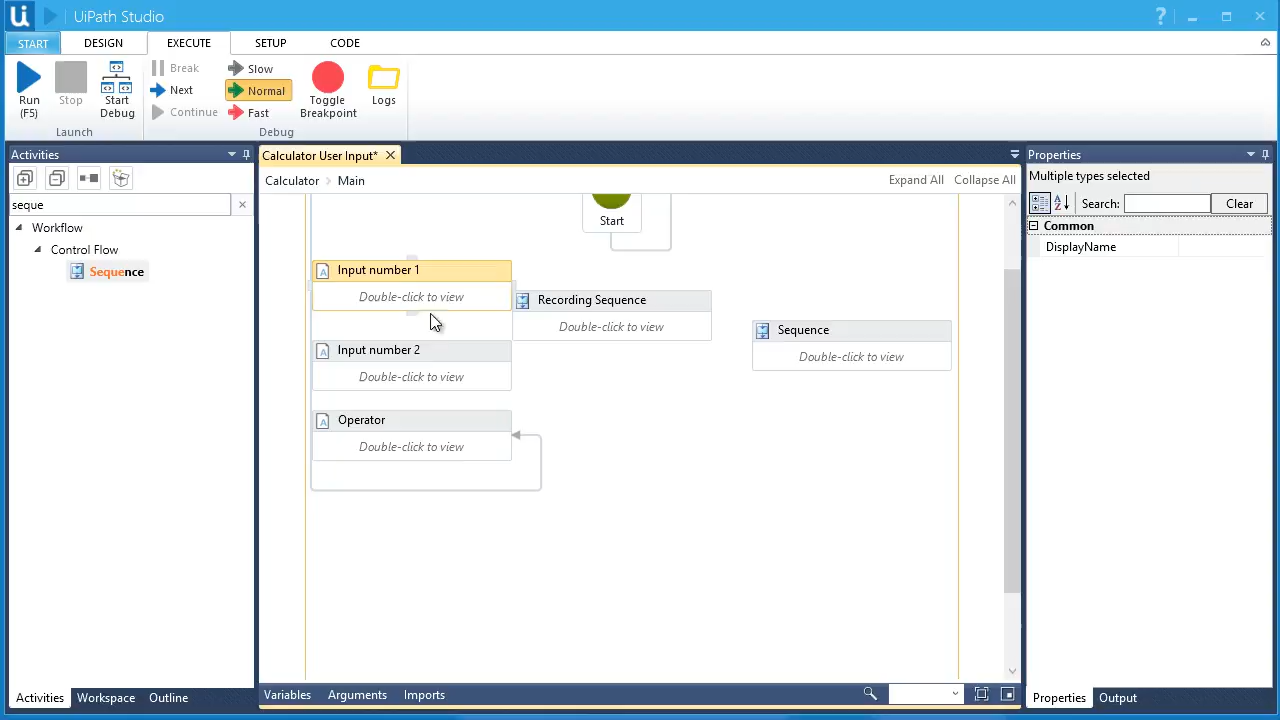 UiPath Studio
START DESIGN EXECUTE SETUP CODE
Run
(F5)
Stop
Start
Debug
Launch
Break
Next
Continue
Slow
Normal
Fast
Toggle
Breakpoint
Logs
Debug
Activities
seque
Workflow
Control Flow
Sequence
Activities Workspace Outline
Calculator User Input*
Calculator Main
Expand All Collapse All
Start
Input number 1
Double-click to view
Recording Sequence
Double-click to view
Sequence
Double-click to view
Input number 2
Double-click to view
Operator
Double-click to view
Variables Arguments Imports
Properties
Multiple types selected
Search: Clear
Common
DisplayName
Properties Output